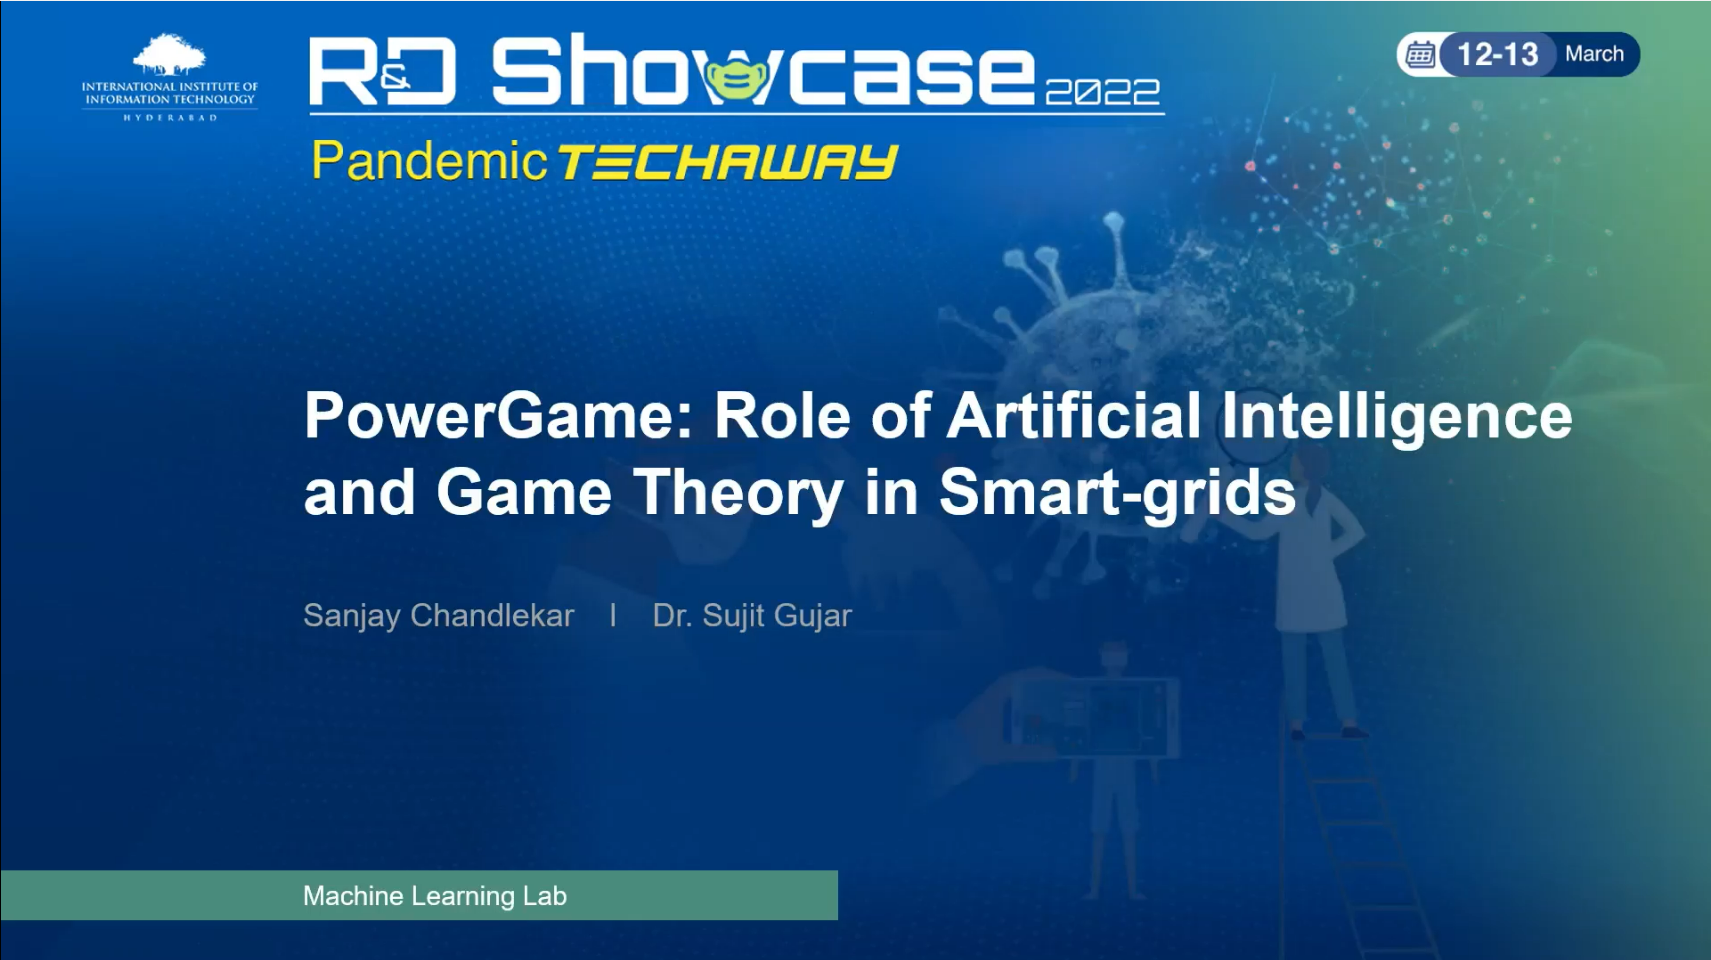 INTERNATIONAL INSTITUTE OF
INFORMATION TECHNOLOGY
HYDERABAD
R&D Showcase 2022
Pandemic TECHAWAY
12-13 March
PowerGame: Role of Artificial Intelligence
and Game Theory in Smart-grids
Sanjay Chandlekar | Dr. Sujit Gujar
Machine Learning Lab